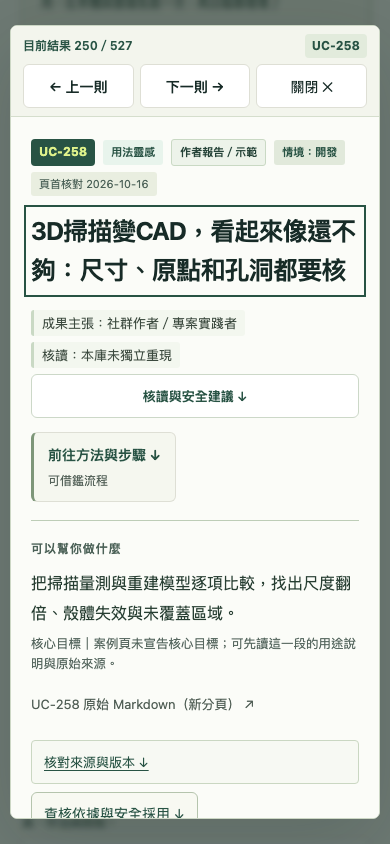 目前結果 250 / 527
UC-258
← 上一則
下一則 →
關閉 ✕
UC-258
用法靈感
作者報告 / 示範
情境：開發
頁首核對 2026-10-16
3D掃描變CAD，看起來像還不
夠：尺寸、原點和孔洞都要核
成果主張：社群作者 / 專案實踐者
核讀：本庫未獨立重現
核讀與安全建議 ↓
前往方法與步驟 ↓
可借鑑流程
可以幫你做什麼
把掃描量測與重建模型逐項比較，找出尺度翻
倍、殼體失效與未覆蓋區域。
核心目標｜案例頁未宣告核心目標；可先讀這一段的用途說
明與原始來源。
UC-258 原始 Markdown（新分頁） ↗
核對來源與版本 ↓
查核依據與安全採用 ↓